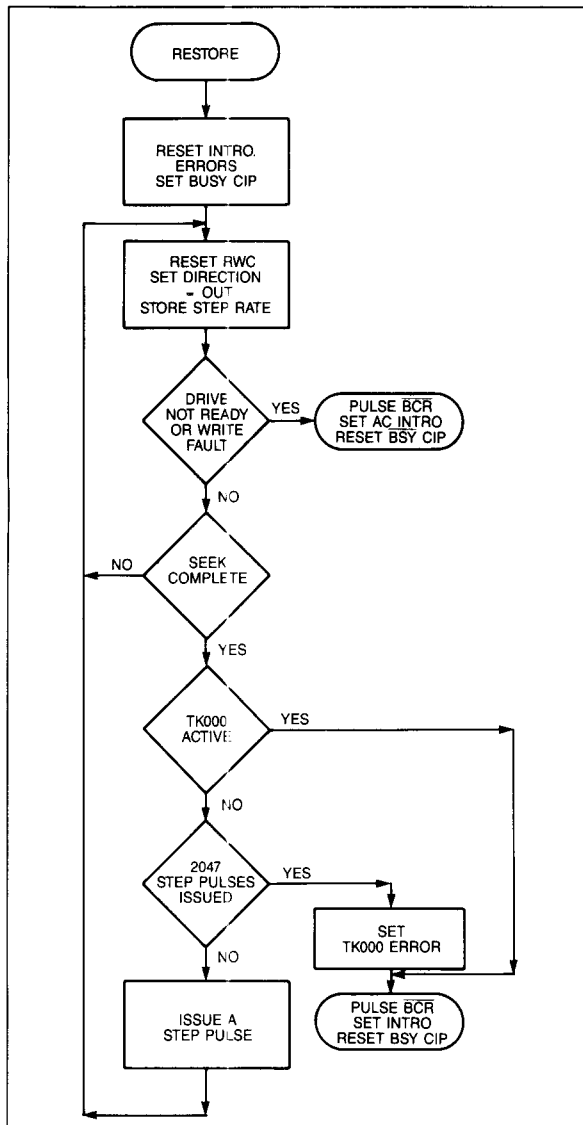 RESTORE
RESET INTRO.
ERRORS
SET BUSY CIP
RESET RWC
SET DIRECTION
= OUT
STORE STEP RATE
DRIVE
NOT READY
OR WRITE
FAULT
YES
PULSE BCR
SET AC INTRO
RESET BSY CIP
NO
SEEK
COMPLETE
NO
YES
TK000
ACTIVE
YES
NO
2047
STEP PULSES
ISSUED
YES
SET
TK000 ERROR
NO
ISSUE A
STEP PULSE
PULSE BCR
SET INTRO
RESET BSY CIP